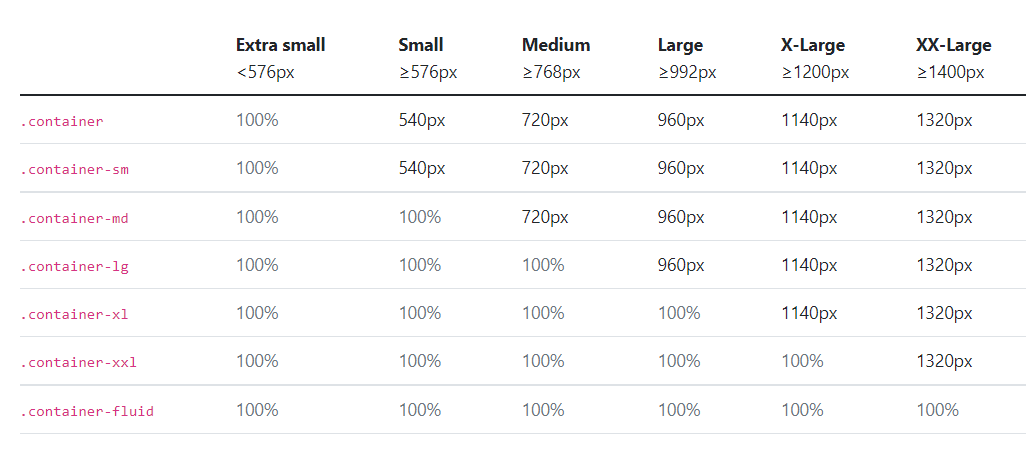 Extra small Small Medium Large X-Large XX-Large
<576px ≥576px ≥768px ≥992px ≥1200px ≥1400px
.container 100% 540px 720px 960px 1140px 1320px
.container-sm 100% 540px 720px 960px 1140px 1320px
.container-md 100% 100% 720px 960px 1140px 1320px
.container-lg 100% 100% 100% 960px 1140px 1320px
.container-xl 100% 100% 100% 100% 1140px 1320px
.container-xxl 100% 100% 100% 100% 100% 1320px
.container-fluid 100% 100% 100% 100% 100% 100%